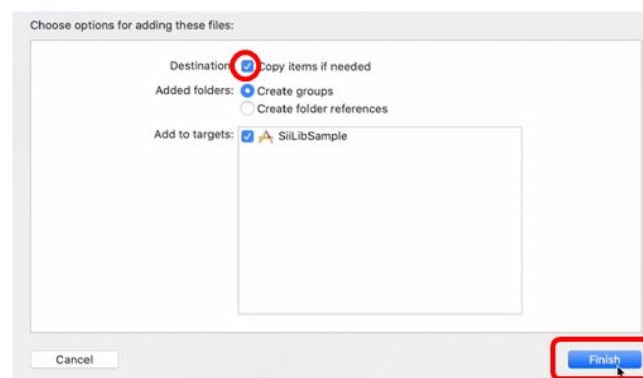 Choose options for adding these files:
Destination: Copy items if needed
Added folders: Create groups
Create folder references
Add to targets: SiiLibSample
Cancel
Finish